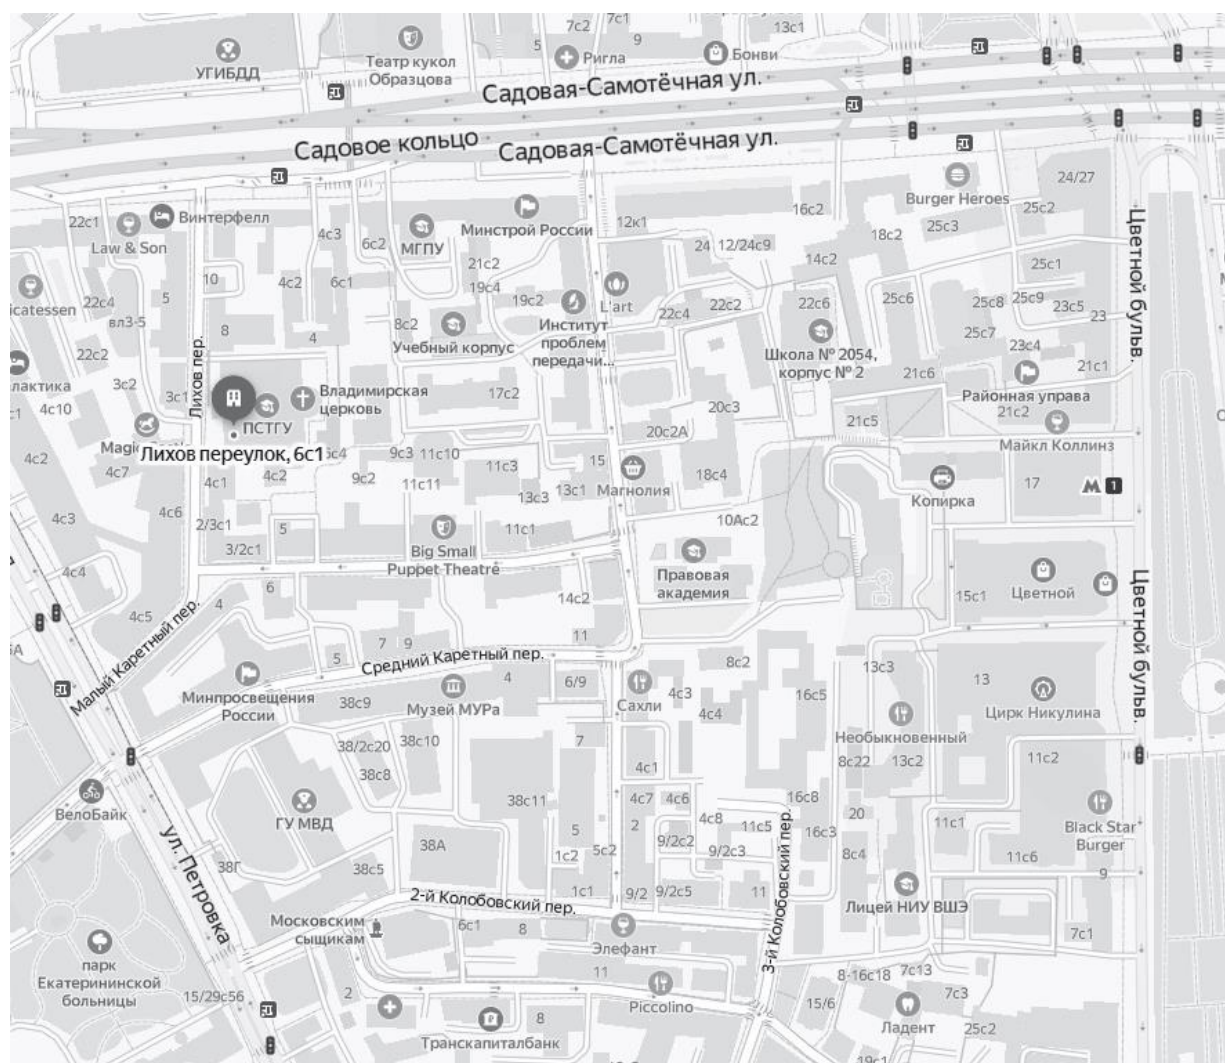 7с2
7с1
13с1
5
9
УГИБДД
Театр кукол
Образцова
Ригла
Бонви
Садовая-Самотёчная ул.
Садовое кольцо
Садовая-Самотёчная ул.
24/27
Burger Heroes
22с1
Винтерфелл
Law & Son
4с3
6с2
МГПУ
Минстрой России
12к1
16с2
25с2
25с3
18с2
24
12/24с9
14с2
Цветной бульв.
icatessen
22с4
вл3-5
5
10
4с2
6с1
21с2
19с4
19с2
L'art
22с4
22с2
22с6
25с6
25с1
25с8
25с9
23с5
23
25с7
Лихов пер.
8
4
8с2
Учебный корпус
Институт
проблем
передачи...
Школа № 2054,
корпус № 2
22с2
23с4
21с6
21с1
лактика
3с2
3с1
Владимирская
церковь
17с2
Районная управа
с1
4с10
ПСТГУ
20с3
21с5
21с2
Майкл Коллинз
20с2А
Лихов переулок, 6с1
4с2
4с7
4с1
4с2
9с3
11с10
9с2
11с11
11с3
15
Магнолия
18с4
Копирка
17
1
13с3
13с1
4с3
4с6
2/3с1
5
11с1
10Ас2
3/2с1
Big Small
Puppet Theatre
4с4
Правовая
академия
Цветной
15с1
Цветной бульв.
4
6
14с2
4с5
11
Малый Каретный пер.
5
7
9
Средний Каретный пер.
8с2
13с3
13
Минпросвещения
России
38с9
Музей МУРа
4
6/9
Сахли
4с3
4с4
16с5
Цирк Никулина
38/2с20
38с10
7
Необыкновенный
8с22
13с2
11с2
38с8
4с1
ВелоБайк
ГУ МВД
38с11
4с7
4с6
16с8
20
Black Star
Burger
ул. Петровка
38А
5
2
4с8
11с5
16с3
11с1
38Г
38с5
1с2
5с2
9/2с2
9/2с3
8с4
11с6
9
1с1
9/2
9/2с5
11
Лицей НИУ ВШЭ
2-й Колобовский пер.
3-й Колобовский пер.
Московским
сыщикам
6с1
8
Элефант
7с1
парк
Екатерининской
больницы
11
8-16с18
7с13
15/29с56
2
Piccolino
15/6
7с3
Транскапиталбанк
8
Ладент
25с2
19с1